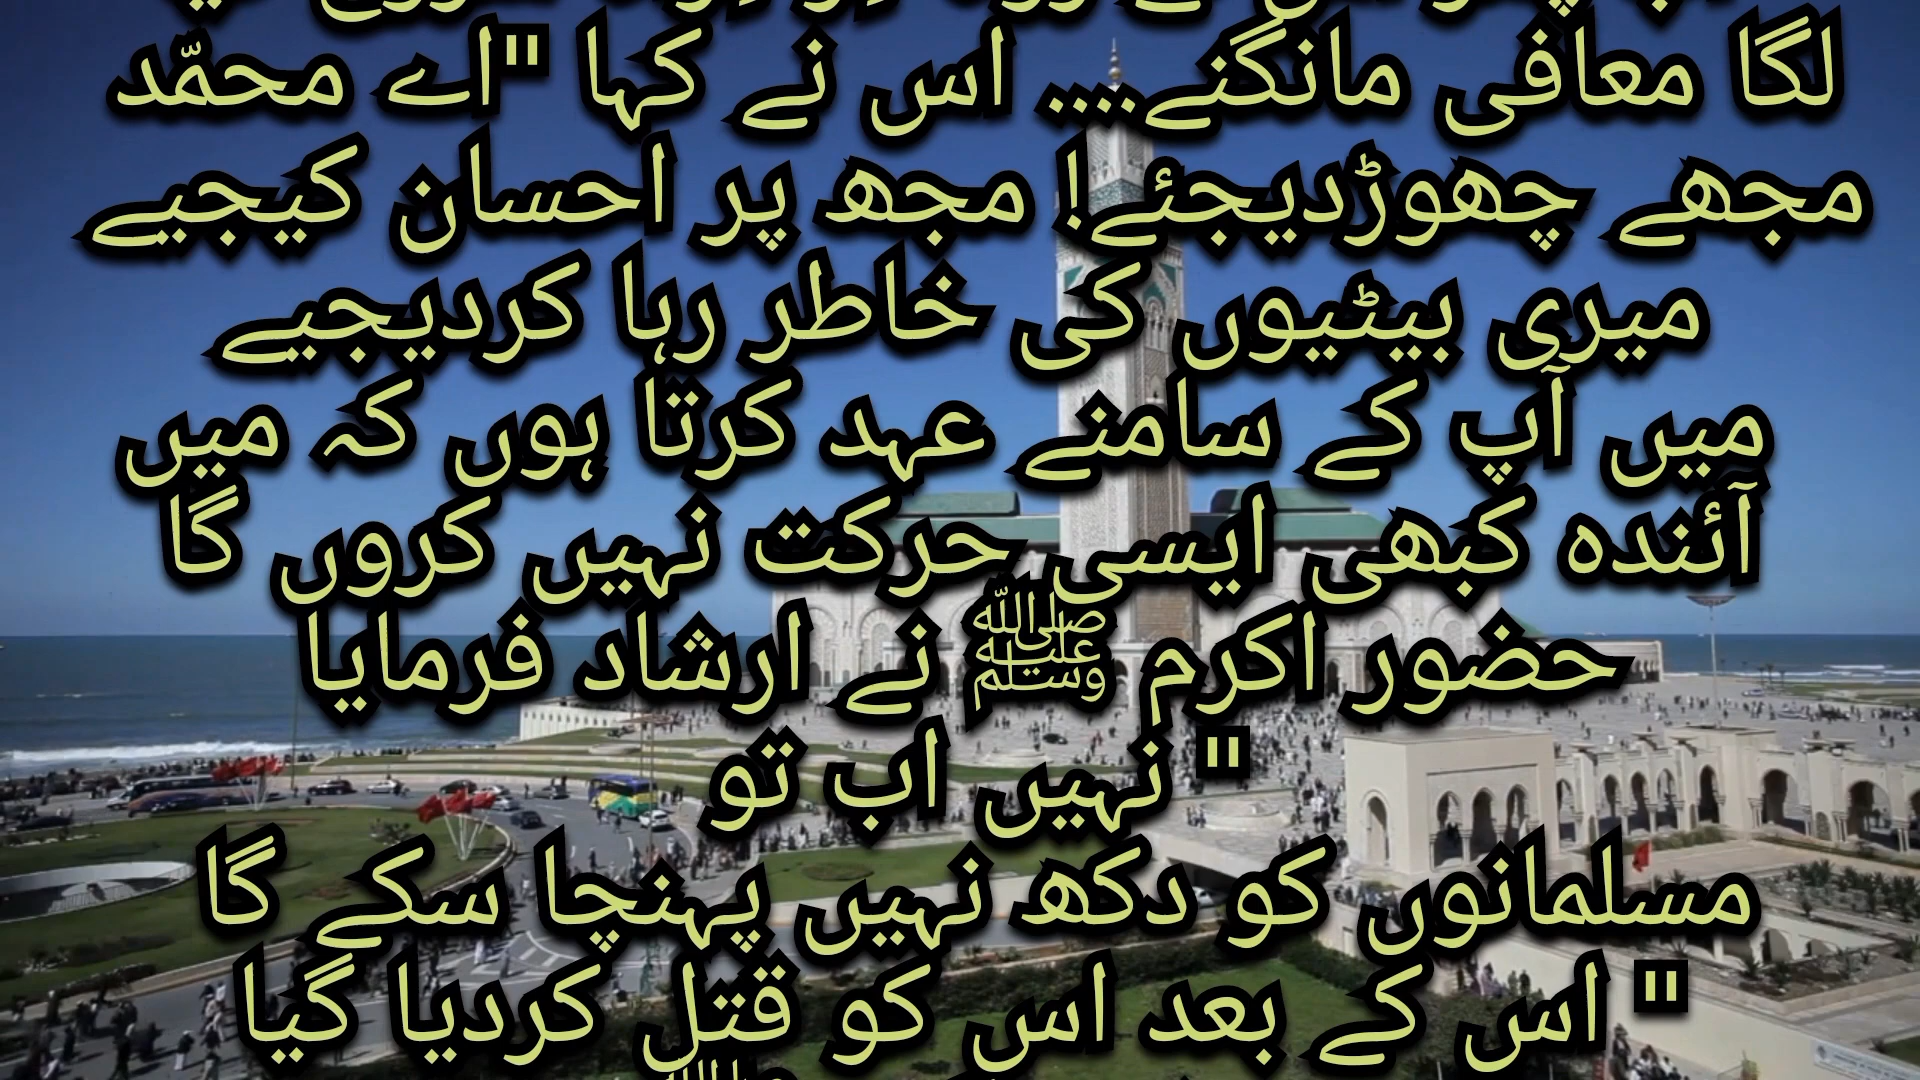 لگا معافی مانگنے.... اس نے کہا "اے محمّد
مجھے چھوڑدیجئے! مجھ پر احسان کیجیے
میری بیٹیوں کی خاطر رہا کردیجیے
میں آپ کے سامنے عہد کرتا ہوں کہ میں
آئندہ کبھی ایسی حرکت نہیں کروں گا
حضور اکرم ﷺ نے ارشاد فرمایا
" نہیں اب تو
مسلمانوں کو دکھ نہیں پہنچا سکے گا
" اس کے بعد اس کو قتل کردیا گیا